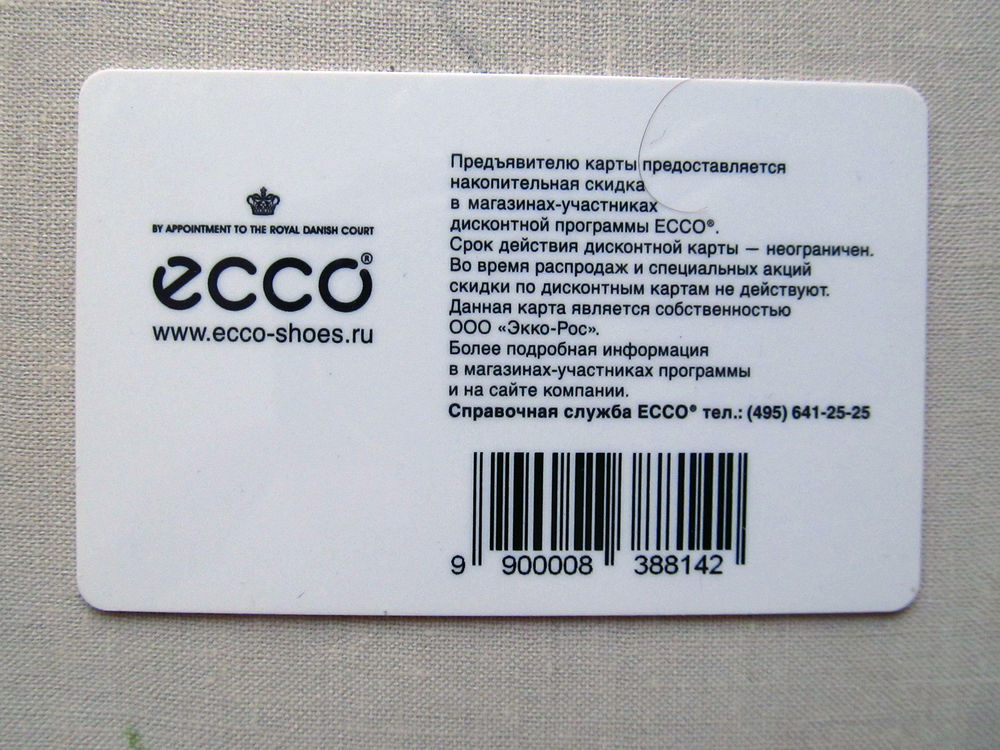 BY APPOINTMENT TO THE ROYAL DANISH COURT
ecco®
www.ecco-shoes.ru
Предъявителю карты предоставляется
накопительная скидка
в магазинах-участниках
дисконтной программы ECCO®.
Срок действия дисконтной карты — неограничен.
Во время распродаж и специальных акций
скидки по дисконтным картам не действуют.
Данная карта является собственностью
ООО «Экко-Рос».
Более подробная информация
в магазинах-участниках программы
и на сайте компании.
Справочная служба ECCO® тел.: (495) 641-25-25
9 900008 388142